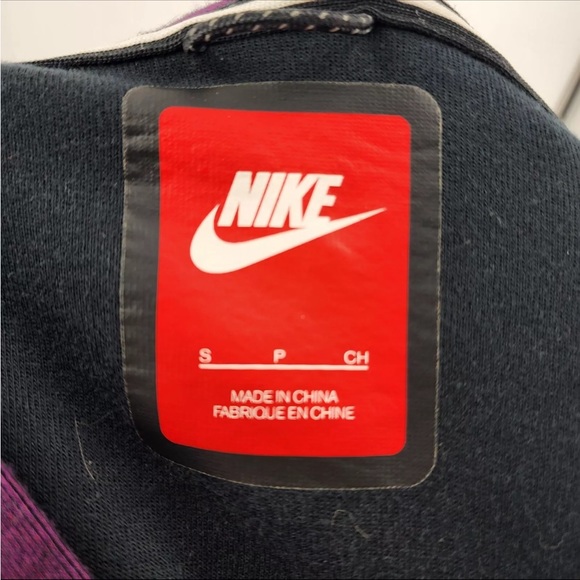 NIKE
S P CH
MADE IN CHINA
FABRIQUE EN CHINE